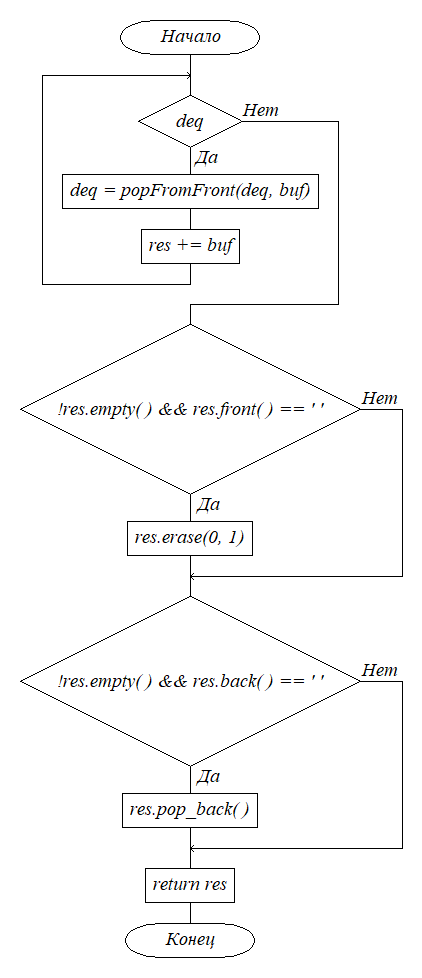 Начало
deq
Нет
Да
deq = popFromFront(deq, buf)
res += buf
!res.empty( ) && res.front( ) == ' '
Нет
Да
res.erase(0, 1)
!res.empty( ) && res.back( ) == ' '
Нет
Да
res.pop_back( )
return res
Конец